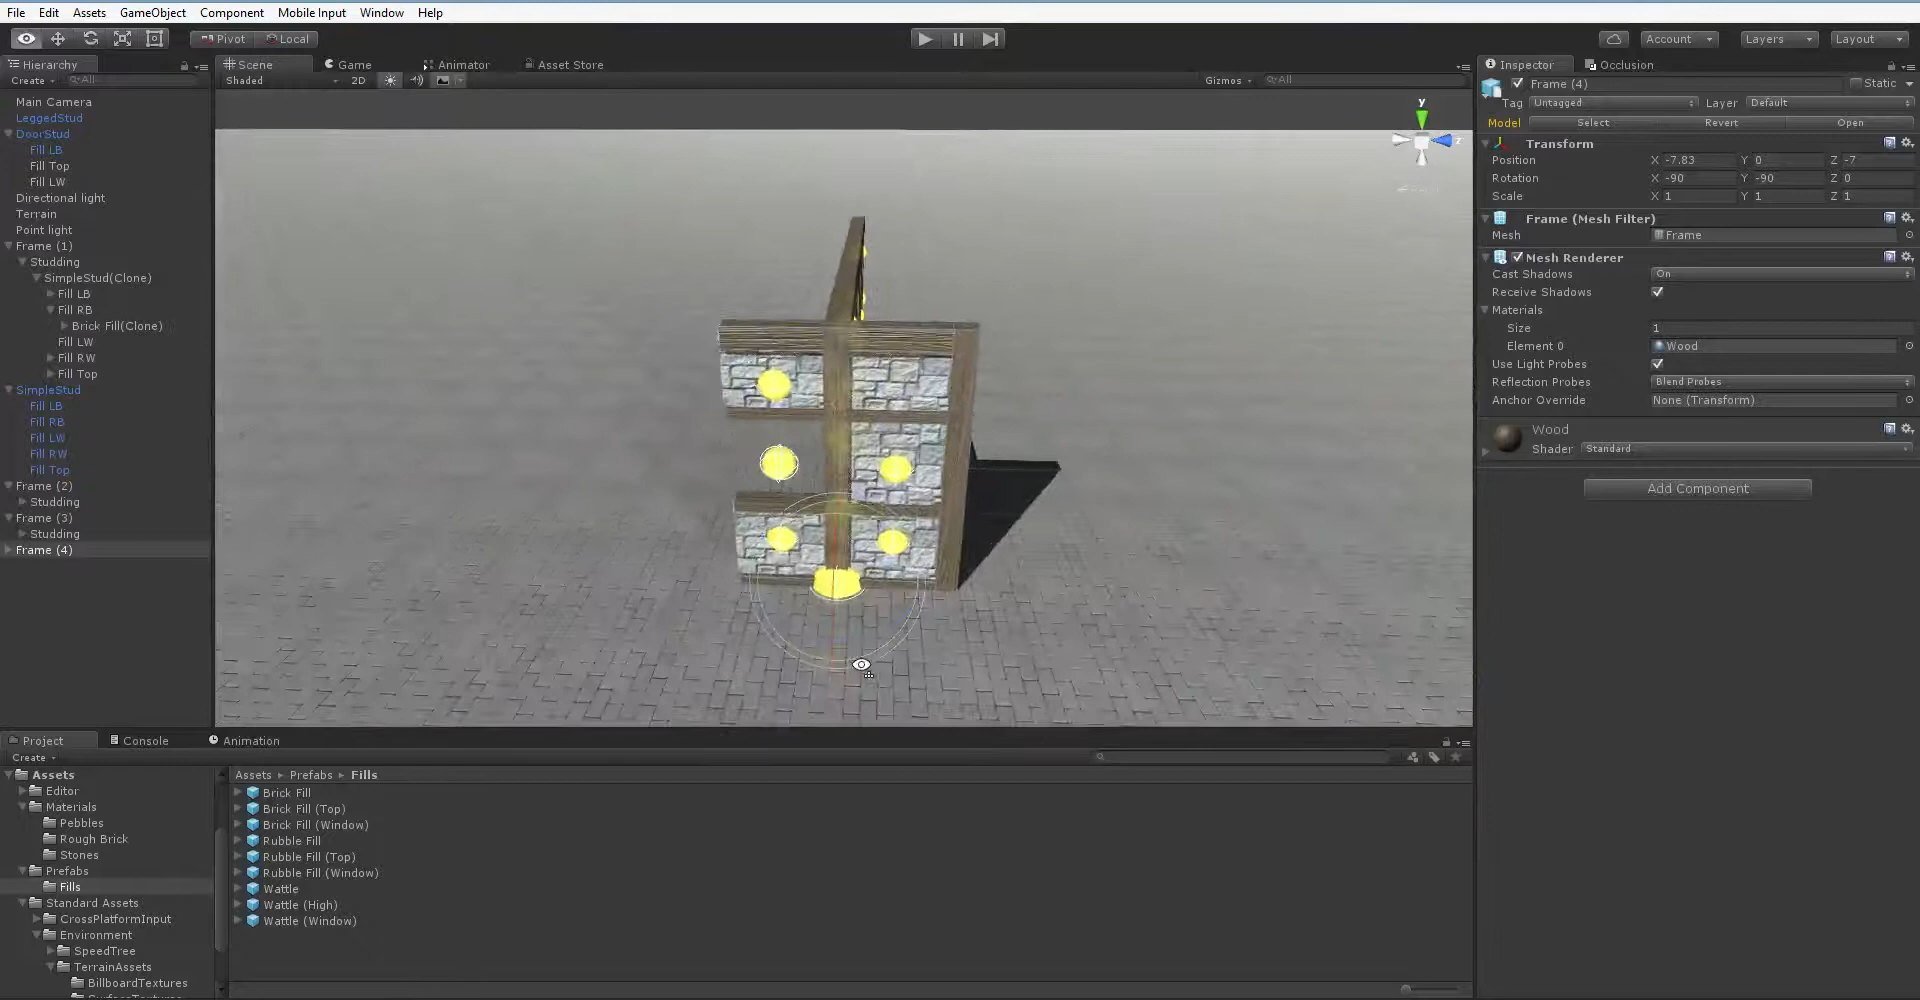 File Edit Assets GameObject Component Mobile Input Window Help
Pivot Local Account Layers Layout
Hierarchy
Create All
Main Camera
LeggedStud
DoorStud
Fill LB
Fill Top
Fill LW
Directional light
Terrain
Point light
Frame (1)
Studding
SimpleStud(Clone)
Fill LB
Fill RB
Brick Fill(Clone)
Fill LW
Fill RW
Fill Top
SimpleStud
Fill LB
Fill RB
Fill LW
Fill RW
Fill Top
Frame (2)
Studding
Frame (3)
Studding
Frame (4)
Scene Game Animator Asset Store
Shaded 2D Gizmos All
y
z
Inspector Occlusion
Frame (4) Static
Tag Untagged Layer Default
Model Select Revert Open
Transform
Position X -7.83 Y 0 Z -7
Rotation X -90 Y -90 Z 0
Scale X 1 Y 1 Z 1
Frame (Mesh Filter)
Mesh Frame
Mesh Renderer
Cast Shadows On
Receive Shadows
Materials
Size 1
Element 0 Wood
Use Light Probes
Reflection Probes Blend Probes
Anchor Override None (Transform)
Wood
Shader Standard
Add Component
Project Console Animation
Create
Assets
Editor
Materials
Pebbles
Rough Brick
Stones
Prefabs
Fills
Standard Assets
CrossPlatformInput
Environment
SpeedTree
TerrainAssets
BillboardTextures
Assets Prefabs Fills
Brick Fill
Brick Fill (Top)
Brick Fill (Window)
Rubble Fill
Rubble Fill (Top)
Rubble Fill (Window)
Wattle
Wattle (High)
Wattle (Window)